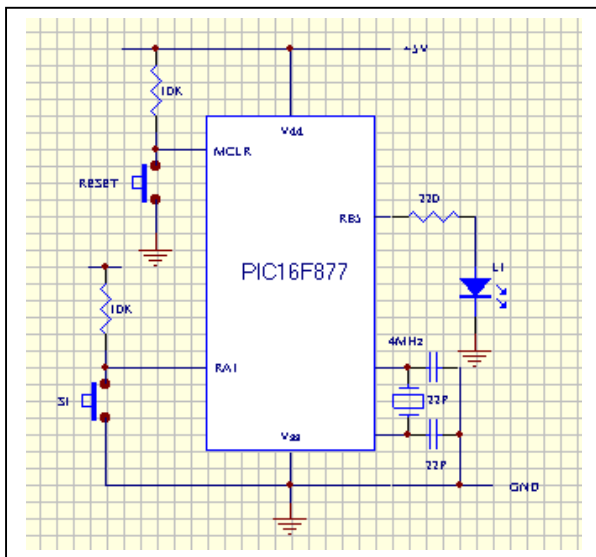 +5V
10K
Vdd
MCLR
RESET
220
RB5
PIC16F877
L1
10K
4MHz
RA1
S1
22P
Vss
22P
GND